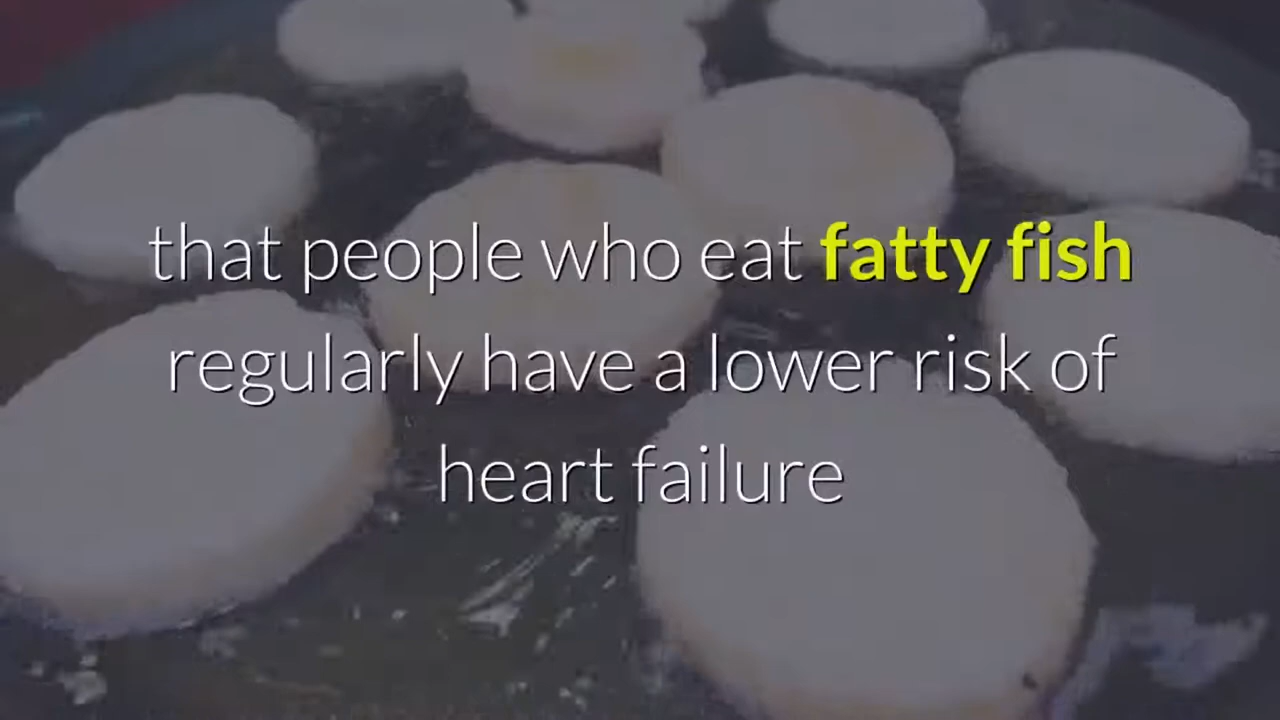 that people who eat fatty fish
regularly have a lower risk of
heart failure